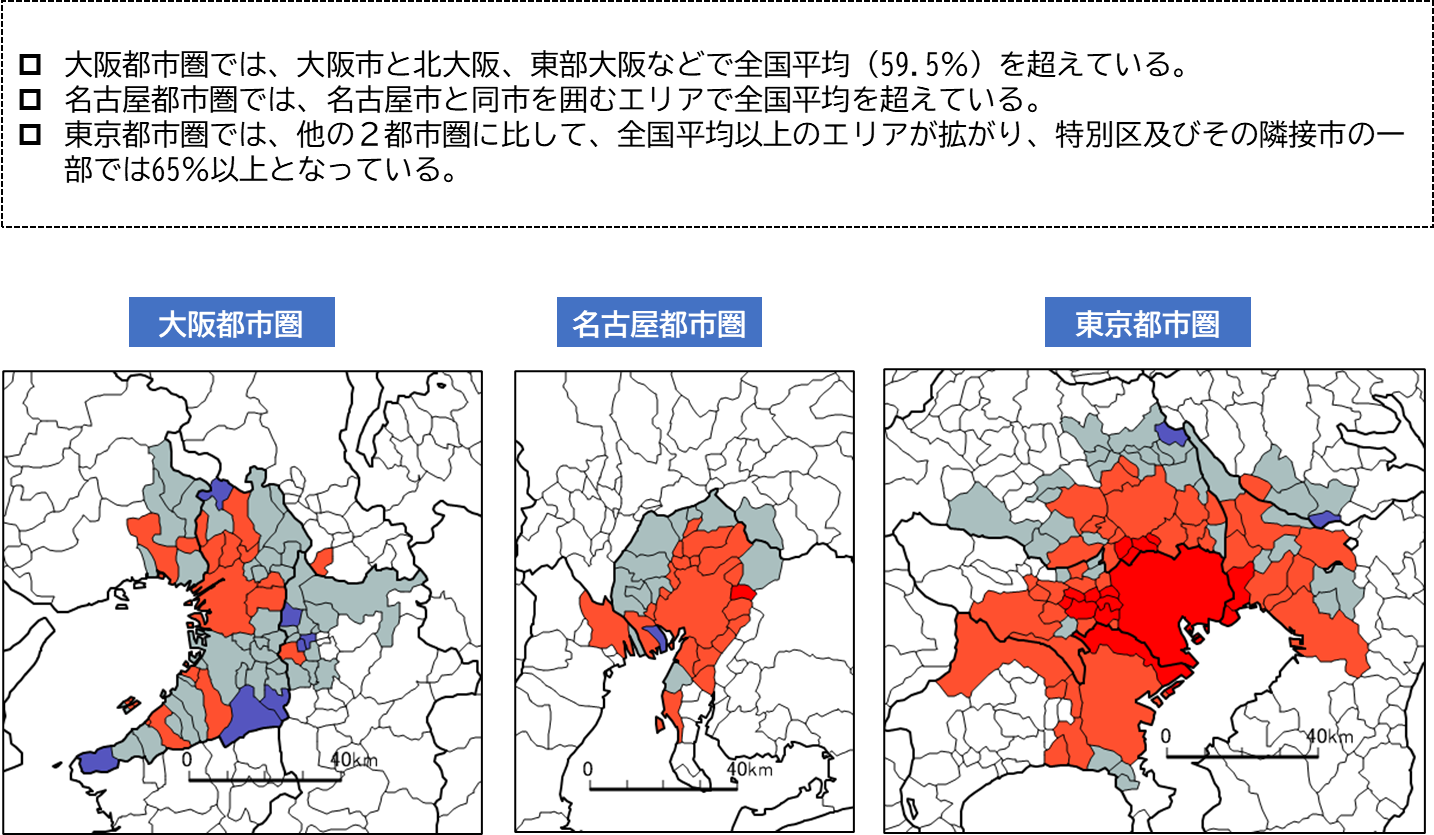 大阪都市圏では、大阪市と北大阪、東部大阪などで全国平均（59.5％）を超えている。
名古屋都市圏では、名古屋市と同市を囲むエリアで全国平均を超えている。
東京都市圏では、他の２都市圏に比して、全国平均以上のエリアが拡がり、特別区及びその隣接市の一
部では65％以上となっている。
大阪都市圏
名古屋都市圏
東京都市圏
0 40km
0 40km
0 40km